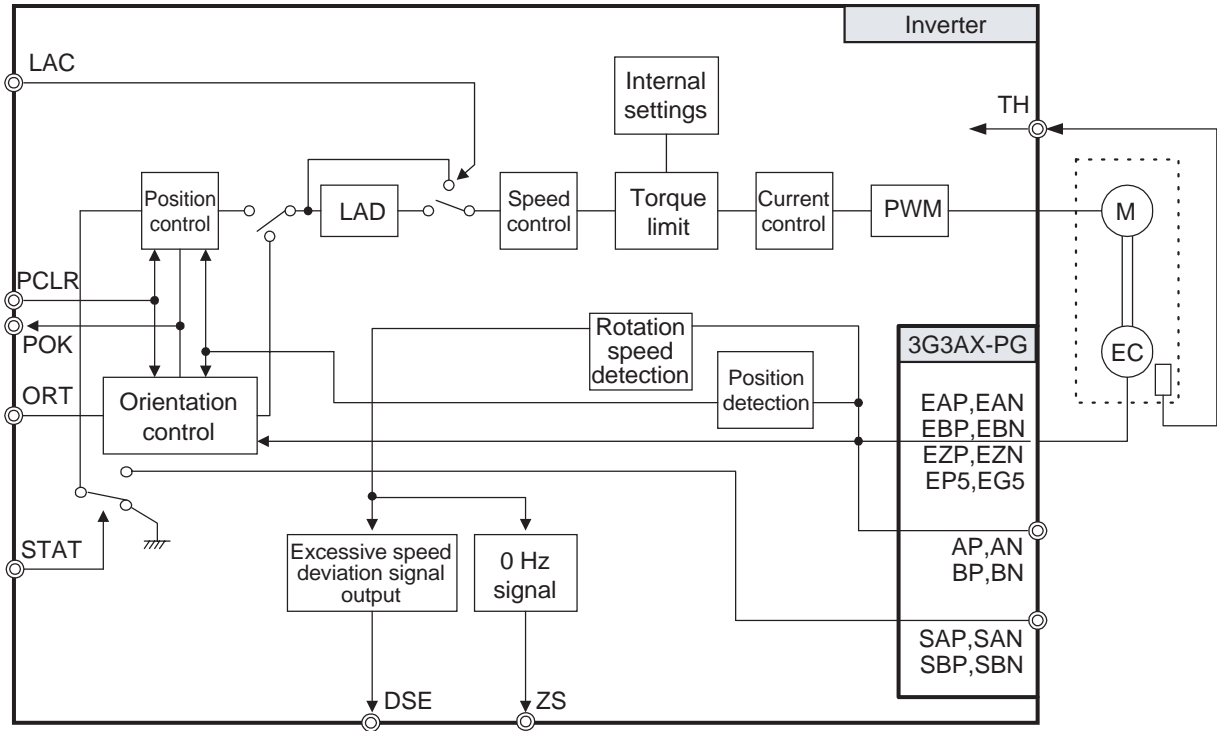 Inverter
LAC
Internal
settings
TH
Position
control
LAD
Speed
control
Torque
limit
Current
control
PWM
M
PCLR
POK
Rotation
speed
detection
3G3AX-PG
EC
ORT
Orientation
control
Position
detection
EAP,EAN
EBP,EBN
EZP,EZN
EP5,EG5
STAT
Excessive speed
deviation signal
output
0 Hz
signal
AP,AN
BP,BN
SAP,SAN
SBP,SBN
DSE
ZS